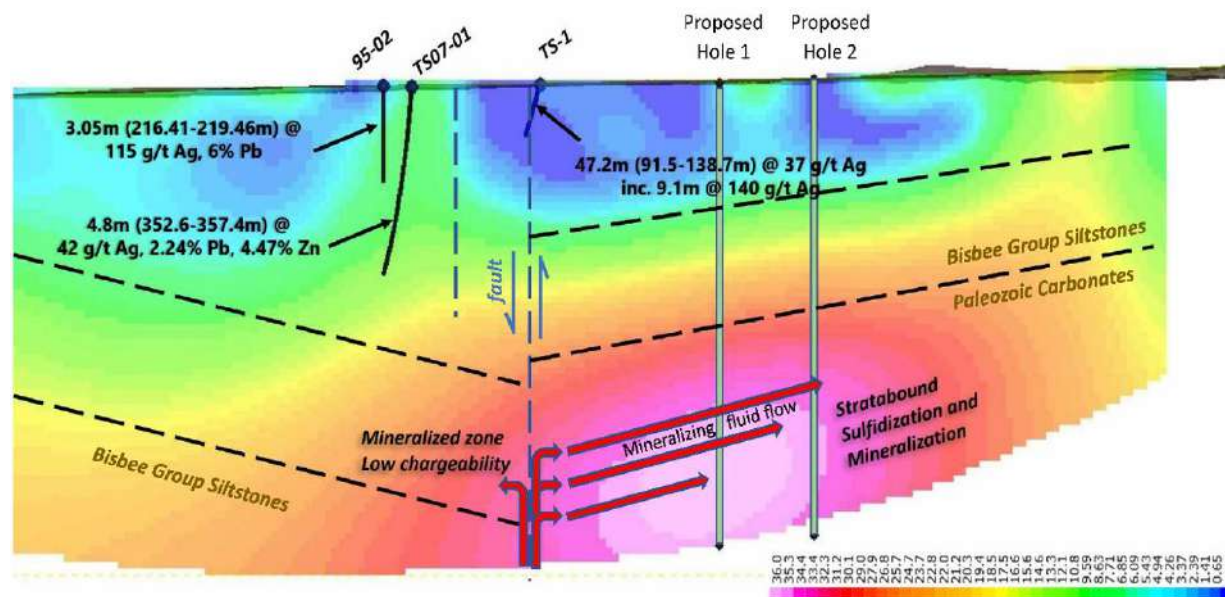 95-02
TS07-01
TS-1
Proposed
Hole 1
Proposed
Hole 2
3.05m (216.41-219.46m) @
115 g/t Ag, 6% Pb
47.2m (91.5-138.7m) @ 37 g/t Ag
inc. 9.1m @ 140 g/t Ag
4.8m (352.6-357.4m) @
42 g/t Ag, 2.24% Pb, 4.47% Zn
fault
Bisbee Group Siltstones
Paleozoic Carbonates
Mineralized zone
Low chargeability
Mineralizing fluid flow
Stratabound
Sulfidization and
Mineralization
Bisbee Group Siltstones
36.0
35.3
34.4
33.4
32.3
31.2
30.1
29.0
27.9
26.8
25.7
24.7
23.7
22.8
22.0
21.2
20.3
19.4
18.5
17.5
16.6
15.6
14.6
13.3
12.1
10.8
9.59
8.63
7.71
6.85
6.09
5.43
4.94
4.26
3.37
2.39
1.41
0.65